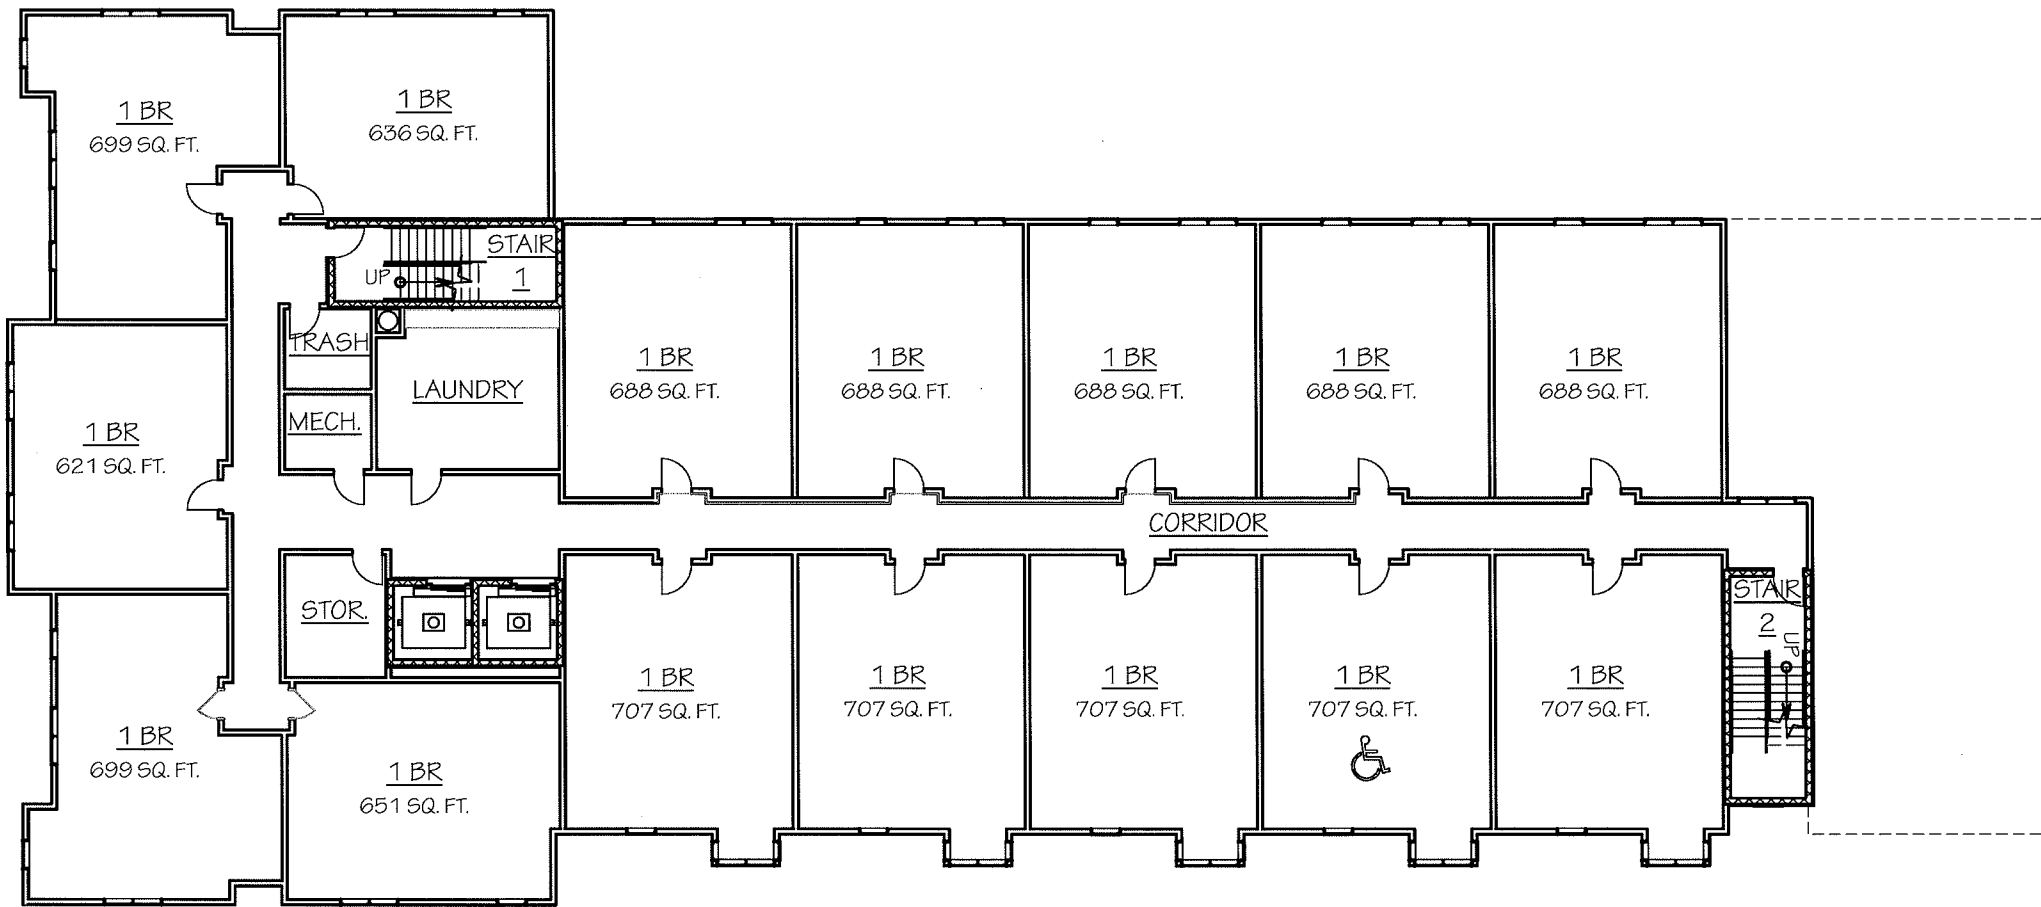 1 BR
699 SQ. FT.
1 BR
636 SQ. FT.
STAIR
1
UP
TRASH
MECH.
LAUNDRY
1 BR
688 SQ. FT.
1 BR
688 SQ. FT.
1 BR
688 SQ. FT.
1 BR
688 SQ. FT.
1 BR
688 SQ. FT.
1 BR
621 SQ. FT.
CORRIDOR
STOR.
STAIR
2
UP
1 BR
699 SQ. FT.
1 BR
651 SQ. FT.
1 BR
707 SQ. FT.
1 BR
707 SQ. FT.
1 BR
707 SQ. FT.
1 BR
707 SQ. FT.
1 BR
707 SQ. FT.